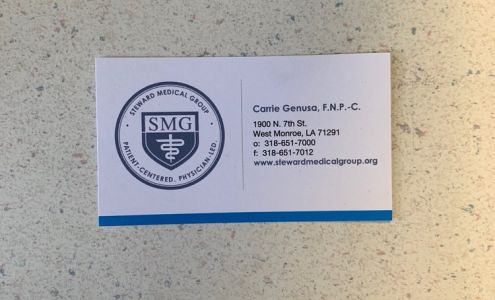 STEWARD MEDICAL GROUP
SMG
PATIENT-CENTERED. PHYSICIAN-LED.
Carrie Genusa, F.N.P.-C.
1900 N. 7th St.
West Monroe, LA 71291
o: 318-651-7000
f: 318-651-7012
www.stewardmedicalgroup.org